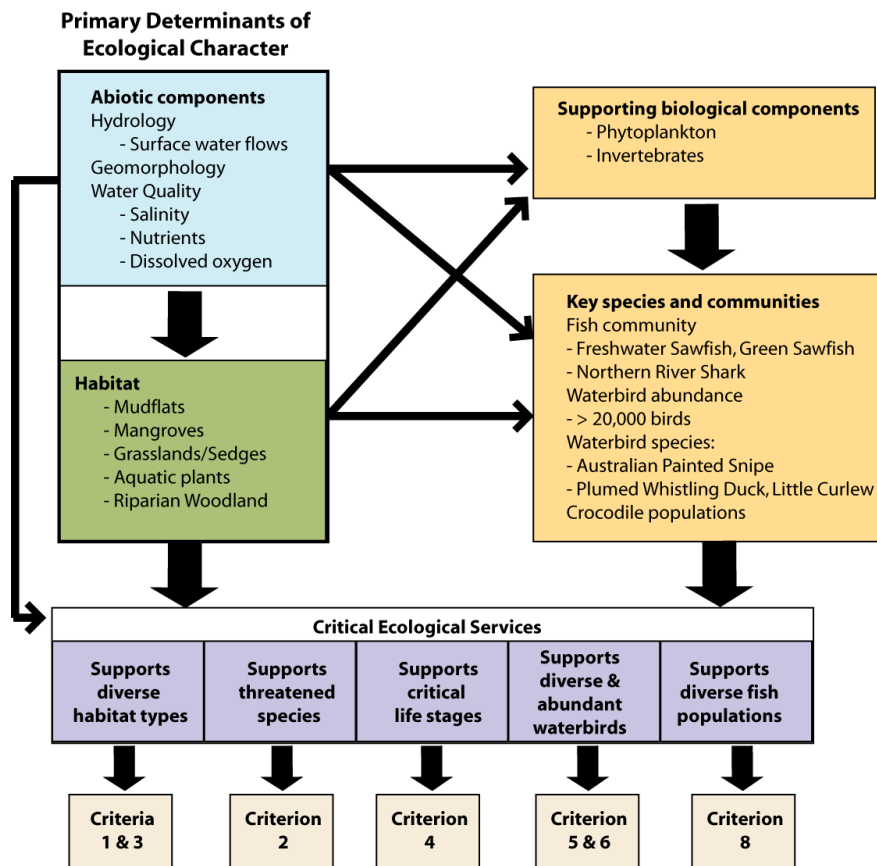 Primary Determinants of
Ecological Character
Abiotic components
Hydrology
- Surface water flows
Geomorphology
Water Quality
- Salinity
- Nutrients
- Dissolved oxygen
Habitat
- Mudflats
- Mangroves
- Grasslands/Sedges
- Aquatic plants
- Riparian Woodland
Supporting biological components
- Phytoplankton
- Invertebrates
Key species and communities
Fish community
- Freshwater Sawfish, Green Sawfish
- Northern River Shark
Waterbird abundance
- > 20,000 birds
Waterbird species:
- Australian Painted Snipe
- Plumed Whistling Duck, Little Curlew
Crocodile populations
Critical Ecological Services
Supports
diverse
habitat types
Supports
threatened
species
Supports
critical
life stages
Supports
diverse &
abundant
waterbirds
Supports
diverse fish
populations
Criteria
1 & 3
Criterion
2
Criterion
4
Criterion
5 & 6
Criterion
8